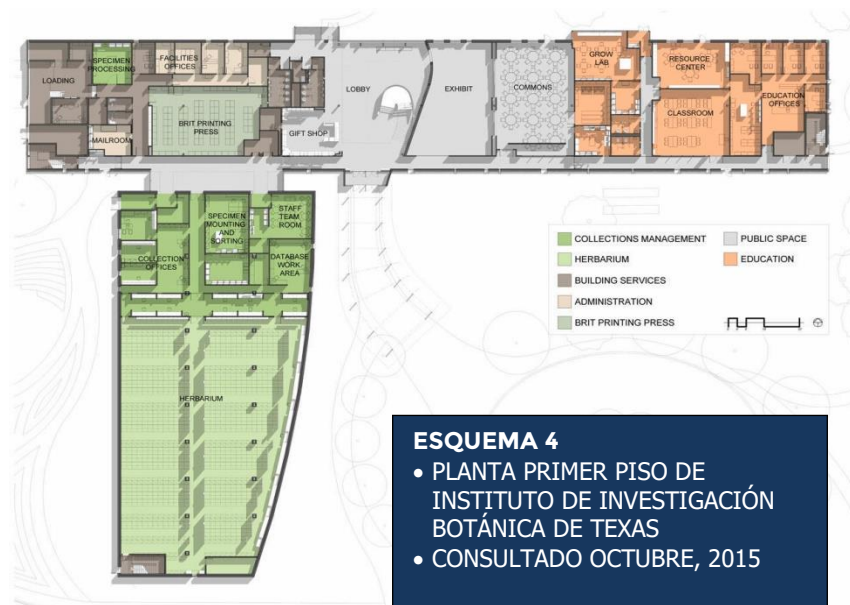 SPECIMEN
PROCESSING
FACILITIES
OFFICES
LOADING
BRIT PRINTING
PRESS
MAILROOM
LOBBY
GIFT SHOP
EXHIBIT
COMMONS
GROW
LAB
RESOURCE
CENTER
CLASSROOM
EDUCATION
OFFICES
SPECIMEN
MOUNTING
AND
SORTING
STAFF
TEAM
ROOM
COLLECTION
OFFICES
DATABASE
WORK
AREA
HERBARIUM
COLLECTIONS MANAGEMENT
HERBARIUM
BUILDING SERVICES
ADMINISTRATION
BRIT PRINTING PRESS
PUBLIC SPACE
EDUCATION
ESQUEMA 4
• PLANTA PRIMER PISO DE
INSTITUTO DE INVESTIGACIÓN
BOTÁNICA DE TEXAS
• CONSULTADO OCTUBRE, 2015